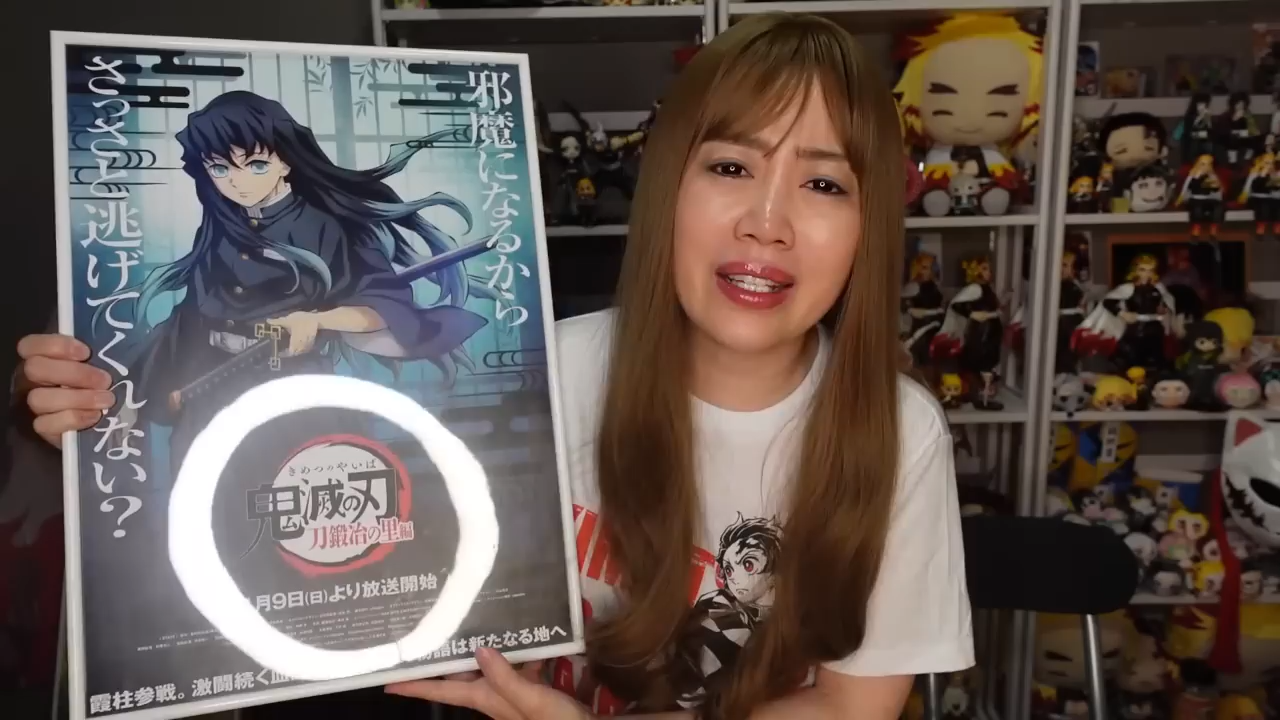 邪魔になるから
さっさと逃げてくれない?
きめつのやいば
鬼滅の刃
刀鍛冶の里編
月9日(日)より放送開始
霞柱参戦。激闘続く
は新たなる地へ